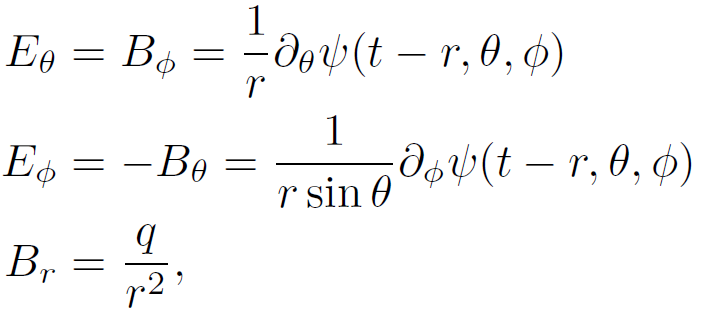 E_θ = B_ϕ = \frac{1}{r} ∂_θ ψ(t − r, θ, ϕ)
E_ϕ = −B_θ = \frac{1}{r \sin θ} ∂_ϕ ψ(t − r, θ, ϕ)
B_r = \frac{q}{r^2},